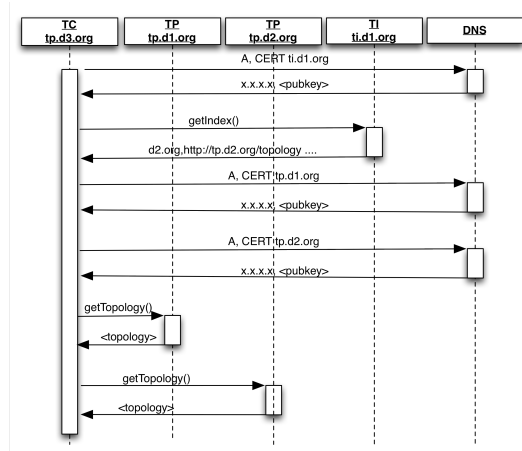 TC
tp.d3.org
TP
tp.d1.org
TP
tp.d2.org
TI
ti.d1.org
DNS
A, CERT ti.d1.org
x.x.x.x, <pubkey>
getIndex()
d2.org,http://tp.d2.org/topology ....
A, CERT tp.d1.org
x.x.x.x, <pubkey>
A, CERT tp.d2.org
x.x.x.x, <pubkey>
getTopology()
<topology>
getTopology()
<topology>